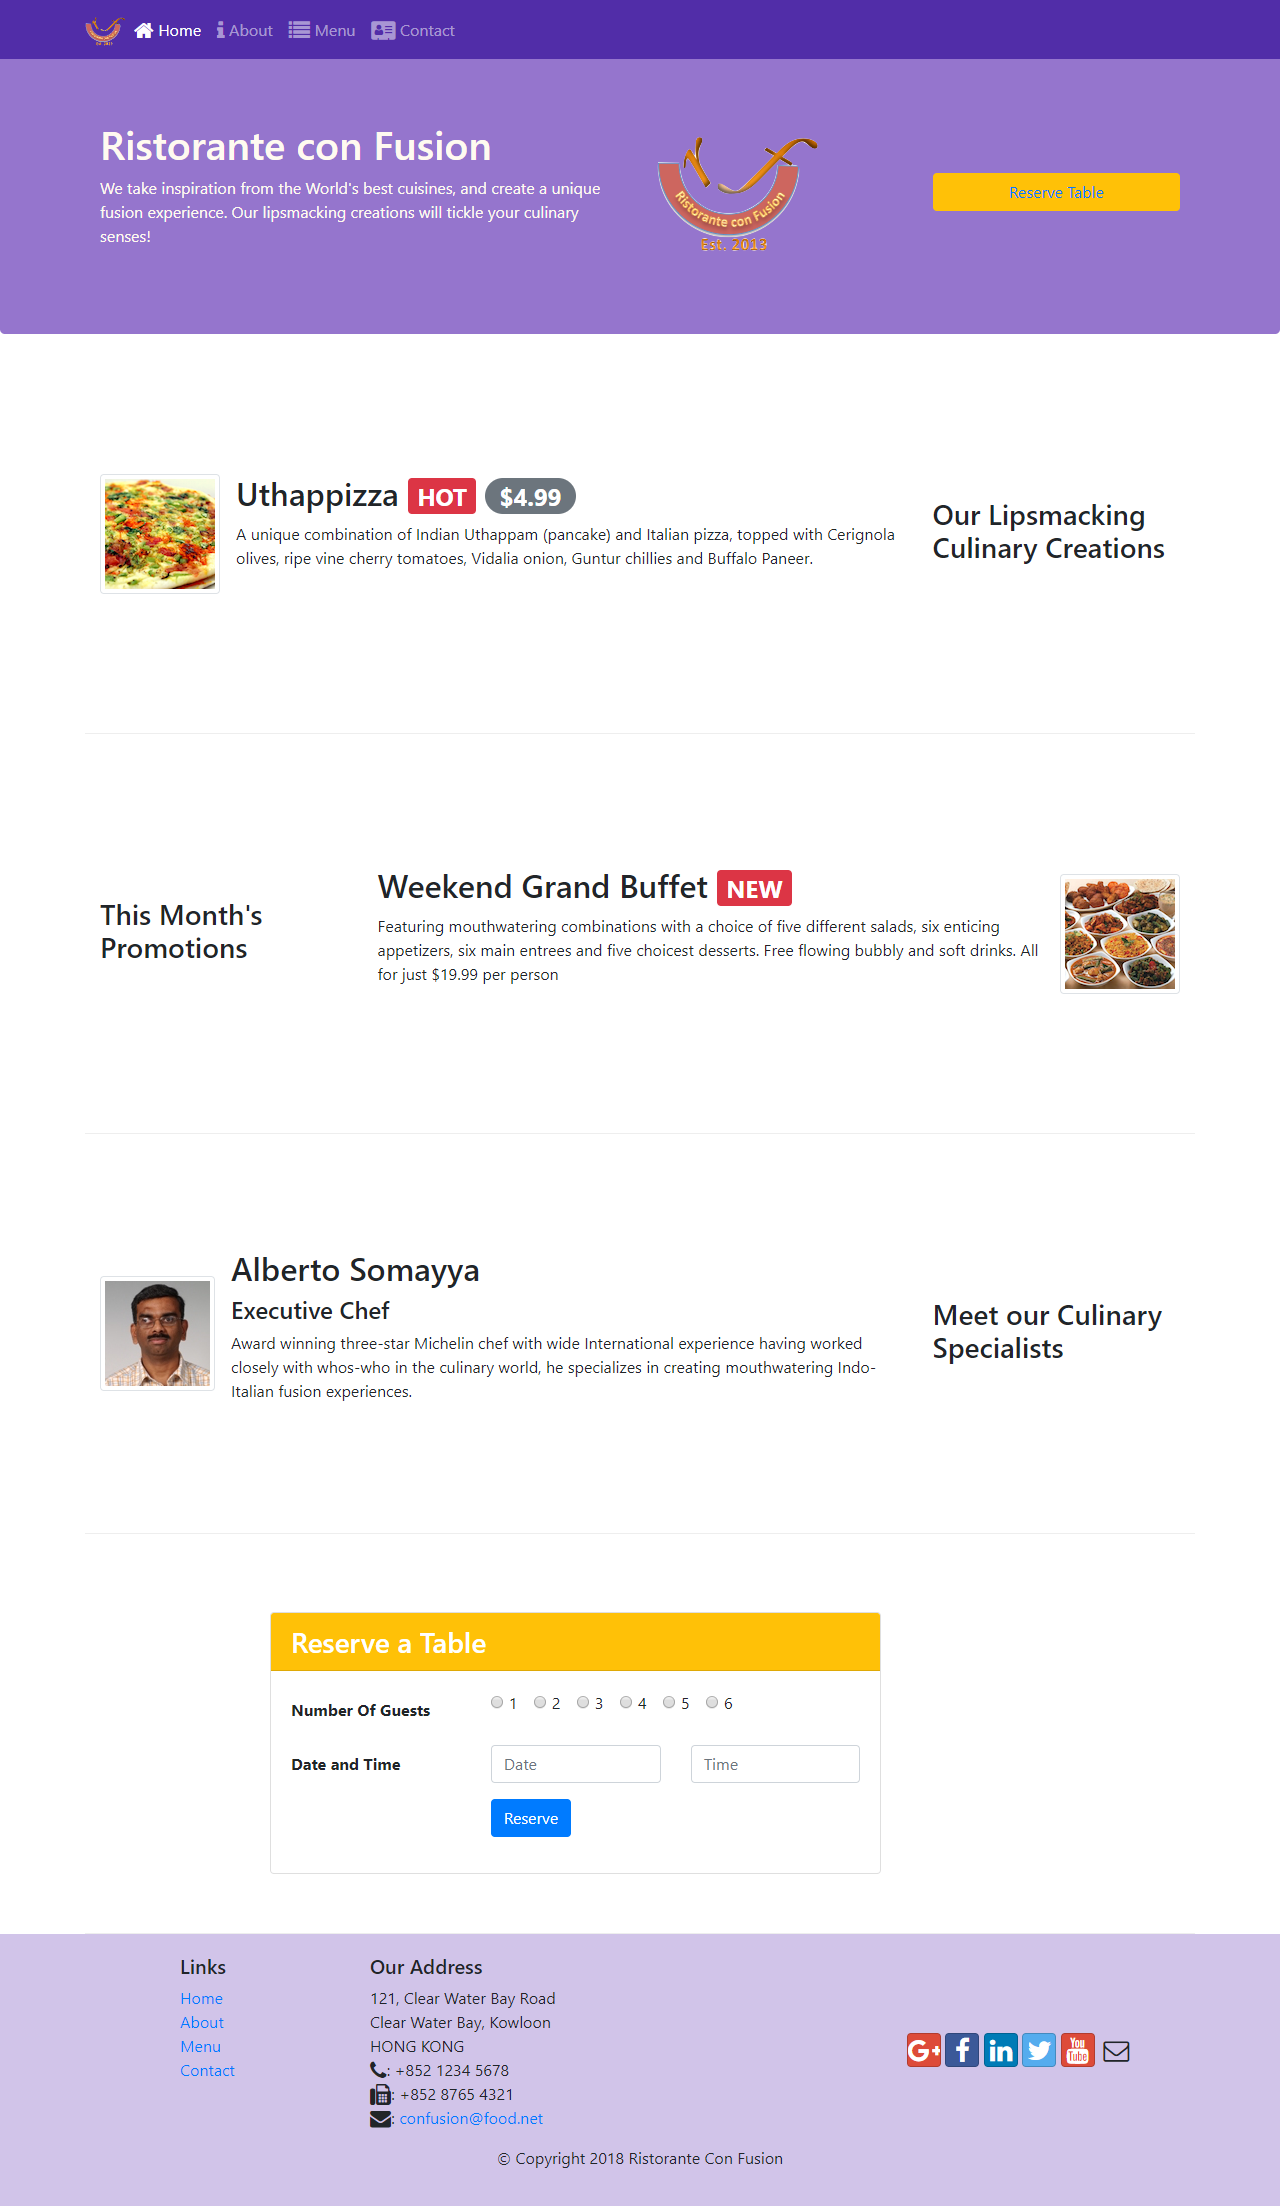 Home About Menu Contact
Ristorante con Fusion
We take inspiration from the World's best cuisines, and create a unique
fusion experience. Our lipsmacking creations will tickle your culinary
senses!
Ristorante con Fusion
Est. 2013
Reserve Table
Uthappizza HOT $4.99
A unique combination of Indian Uthappam (pancake) and Italian pizza, topped with Cerignola
olives, ripe vine cherry tomatoes, Vidalia onion, Guntur chillies and Buffalo Paneer.
Our Lipsmacking
Culinary Creations
This Month's
Promotions
Weekend Grand Buffet NEW
Featuring mouthwatering combinations with a choice of five different salads, six enticing
appetizers, six main entrees and five choicest desserts. Free flowing bubbly and soft drinks. All
for just $19.99 per person
Alberto Somayya
Executive Chef
Award winning three-star Michelin chef with wide International experience having worked
closely with whos-who in the culinary world, he specializes in creating mouthwatering Indo-
Italian fusion experiences.
Meet our Culinary
Specialists
Reserve a Table
Number Of Guests 1 2 3 4 5 6
Date and Time Date Time
Reserve
Links
Home
About
Menu
Contact
Our Address
121, Clear Water Bay Road
Clear Water Bay, Kowloon
HONG KONG
: +852 1234 5678
: +852 8765 4321
: confusion@food.net
G+ f in You Tube
© Copyright 2018 Ristorante Con Fusion